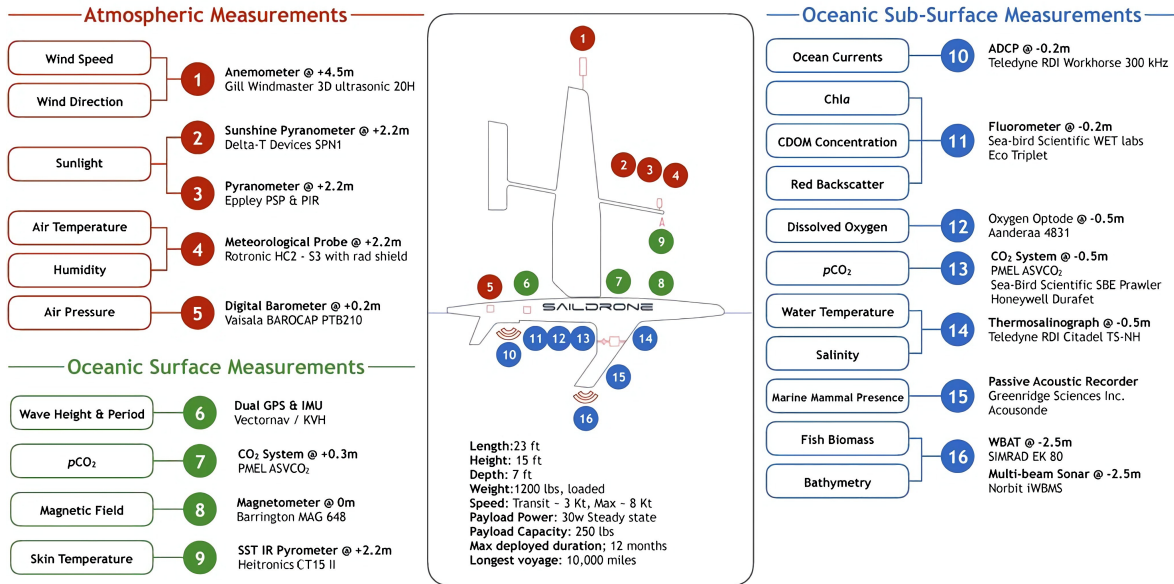 Atmospheric Measurements
Wind Speed
Wind Direction
1
Anemometer @ +4.5m
Gill Windmaster 3D ultrasonic 20H
Sunlight
2
Sunshine Pyranometer @ +2.2m
Delta-T Devices SPN1
3
Pyranometer @ +2.2m
Eppley PSP & PIR
Air Temperature
Humidity
4
Meteorological Probe @ +2.2m
Rotronic HC2 - S3 with rad shield
Air Pressure
5
Digital Barometer @ +0.2m
Vaisala BAROCAP PTB210
Oceanic Surface Measurements
Wave Height & Period
6
Dual GPS & IMU
Vectornav / KVH
pCO₂
7
CO₂ System @ +0.3m
PMEL ASVCO₂
Magnetic Field
8
Magnetometer @ 0m
Barrington MAG 648
Skin Temperature
9
SST IR Pyrometer @ +2.2m
Heitronics CT15 II
1
2 3 4
9
5 6 7 8
SAILDRONE
10 11 12 13 14
15
16
Length:23 ft
Height: 15 ft
Depth: 7 ft
Weight:1200 lbs, loaded
Speed: Transit ~ 3 Kt, Max ~ 8 Kt
Payload Power: 30w Steady state
Payload Capacity: 250 lbs
Max deployed duration; 12 months
Longest voyage: 10,000 miles
Oceanic Sub-Surface Measurements
Ocean Currents
10
ADCP @ -0.2m
Teledyne RDI Workhorse 300 kHz
Chla
CDOM Concentration
Red Backscatter
11
Fluorometer @ -0.2m
Sea-bird Scientific WET labs
Eco Triplet
Dissolved Oxygen
12
Oxygen Optode @ -0.5m
Aanderaa 4831
pCO₂
13
CO₂ System @ -0.5m
PMEL ASVCO₂
Sea-Bird Scientific SBE Prawler
Honeywell Durafet
Water Temperature
Salinity
14
Thermosalinograph @ -0.5m
Teledyne RDI Citadel TS-NH
Marine Mammal Presence
15
Passive Acoustic Recorder
Greenridge Sciences Inc.
Acousonde
Fish Biomass
Bathymetry
16
WBAT @ -2.5m
SIMRAD EK 80
Multi-beam Sonar @ -2.5m
Norbit iWBMS